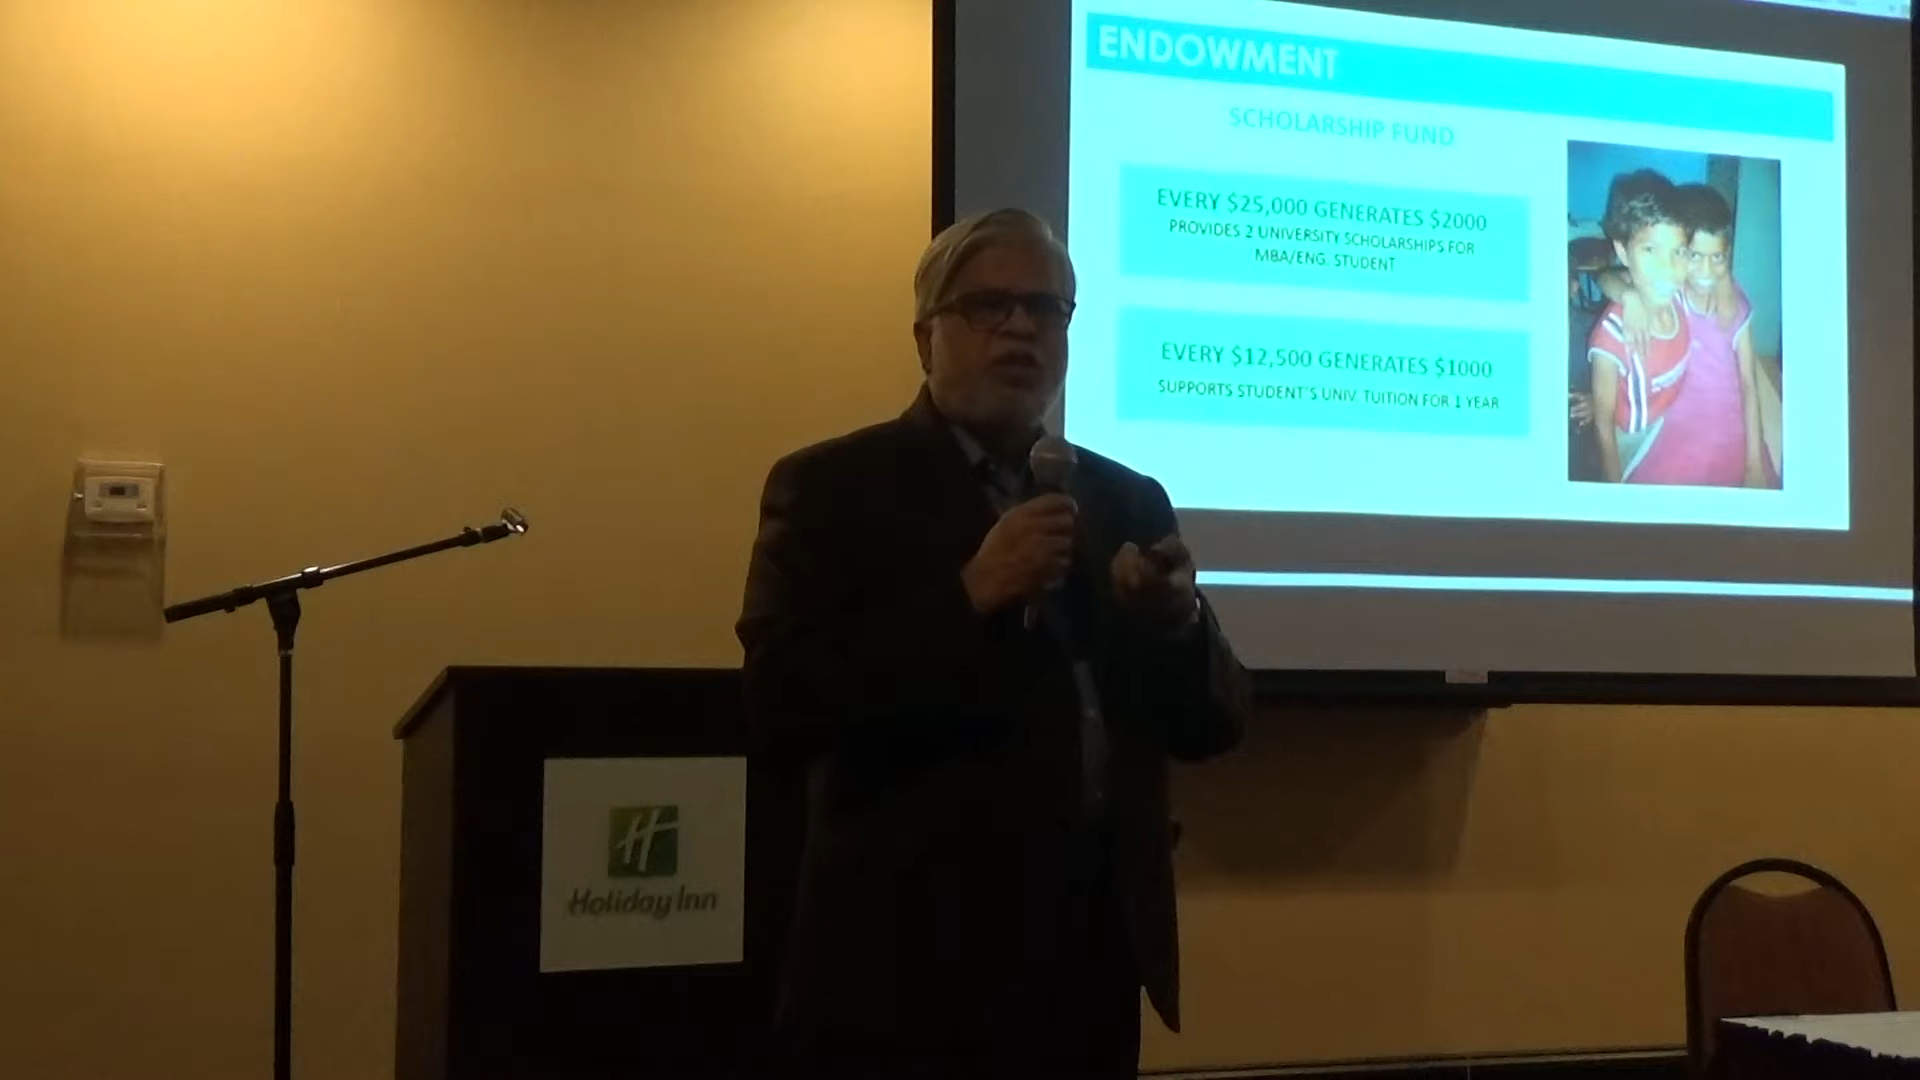 ENDOWMENT
SCHOLARSHIP FUND
EVERY $25,000 GENERATES $2000
PROVIDES 2 UNIVERSITY SCHOLARSHIPS FOR
MBA/ENG. STUDENT
EVERY $12,500 GENERATES $1000
SUPPORTS STUDENT'S UNIV. TUITION FOR 1 YEAR
H
Holiday Inn